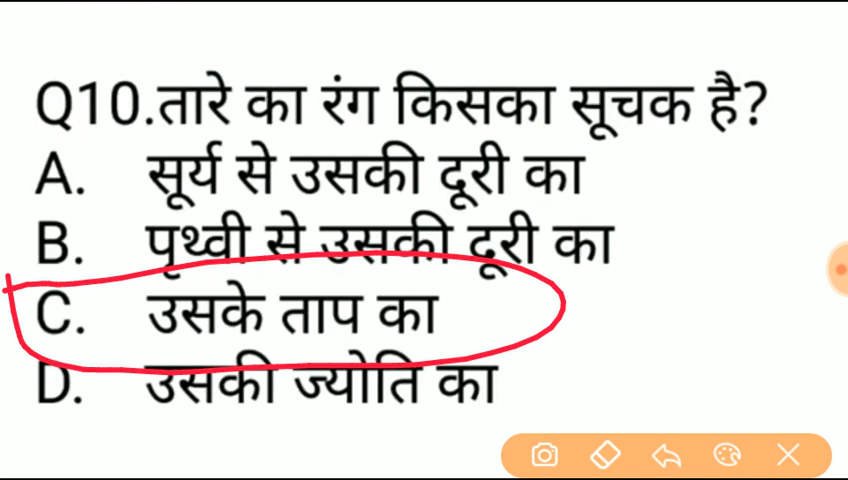 Q10.तारे का रंग किसका सूचक है?
A. सूर्य से उसकी दूरी का
B. पृथ्वी से उसकी दूरी का
C. उसके ताप का
D. उसकी ज्योति का